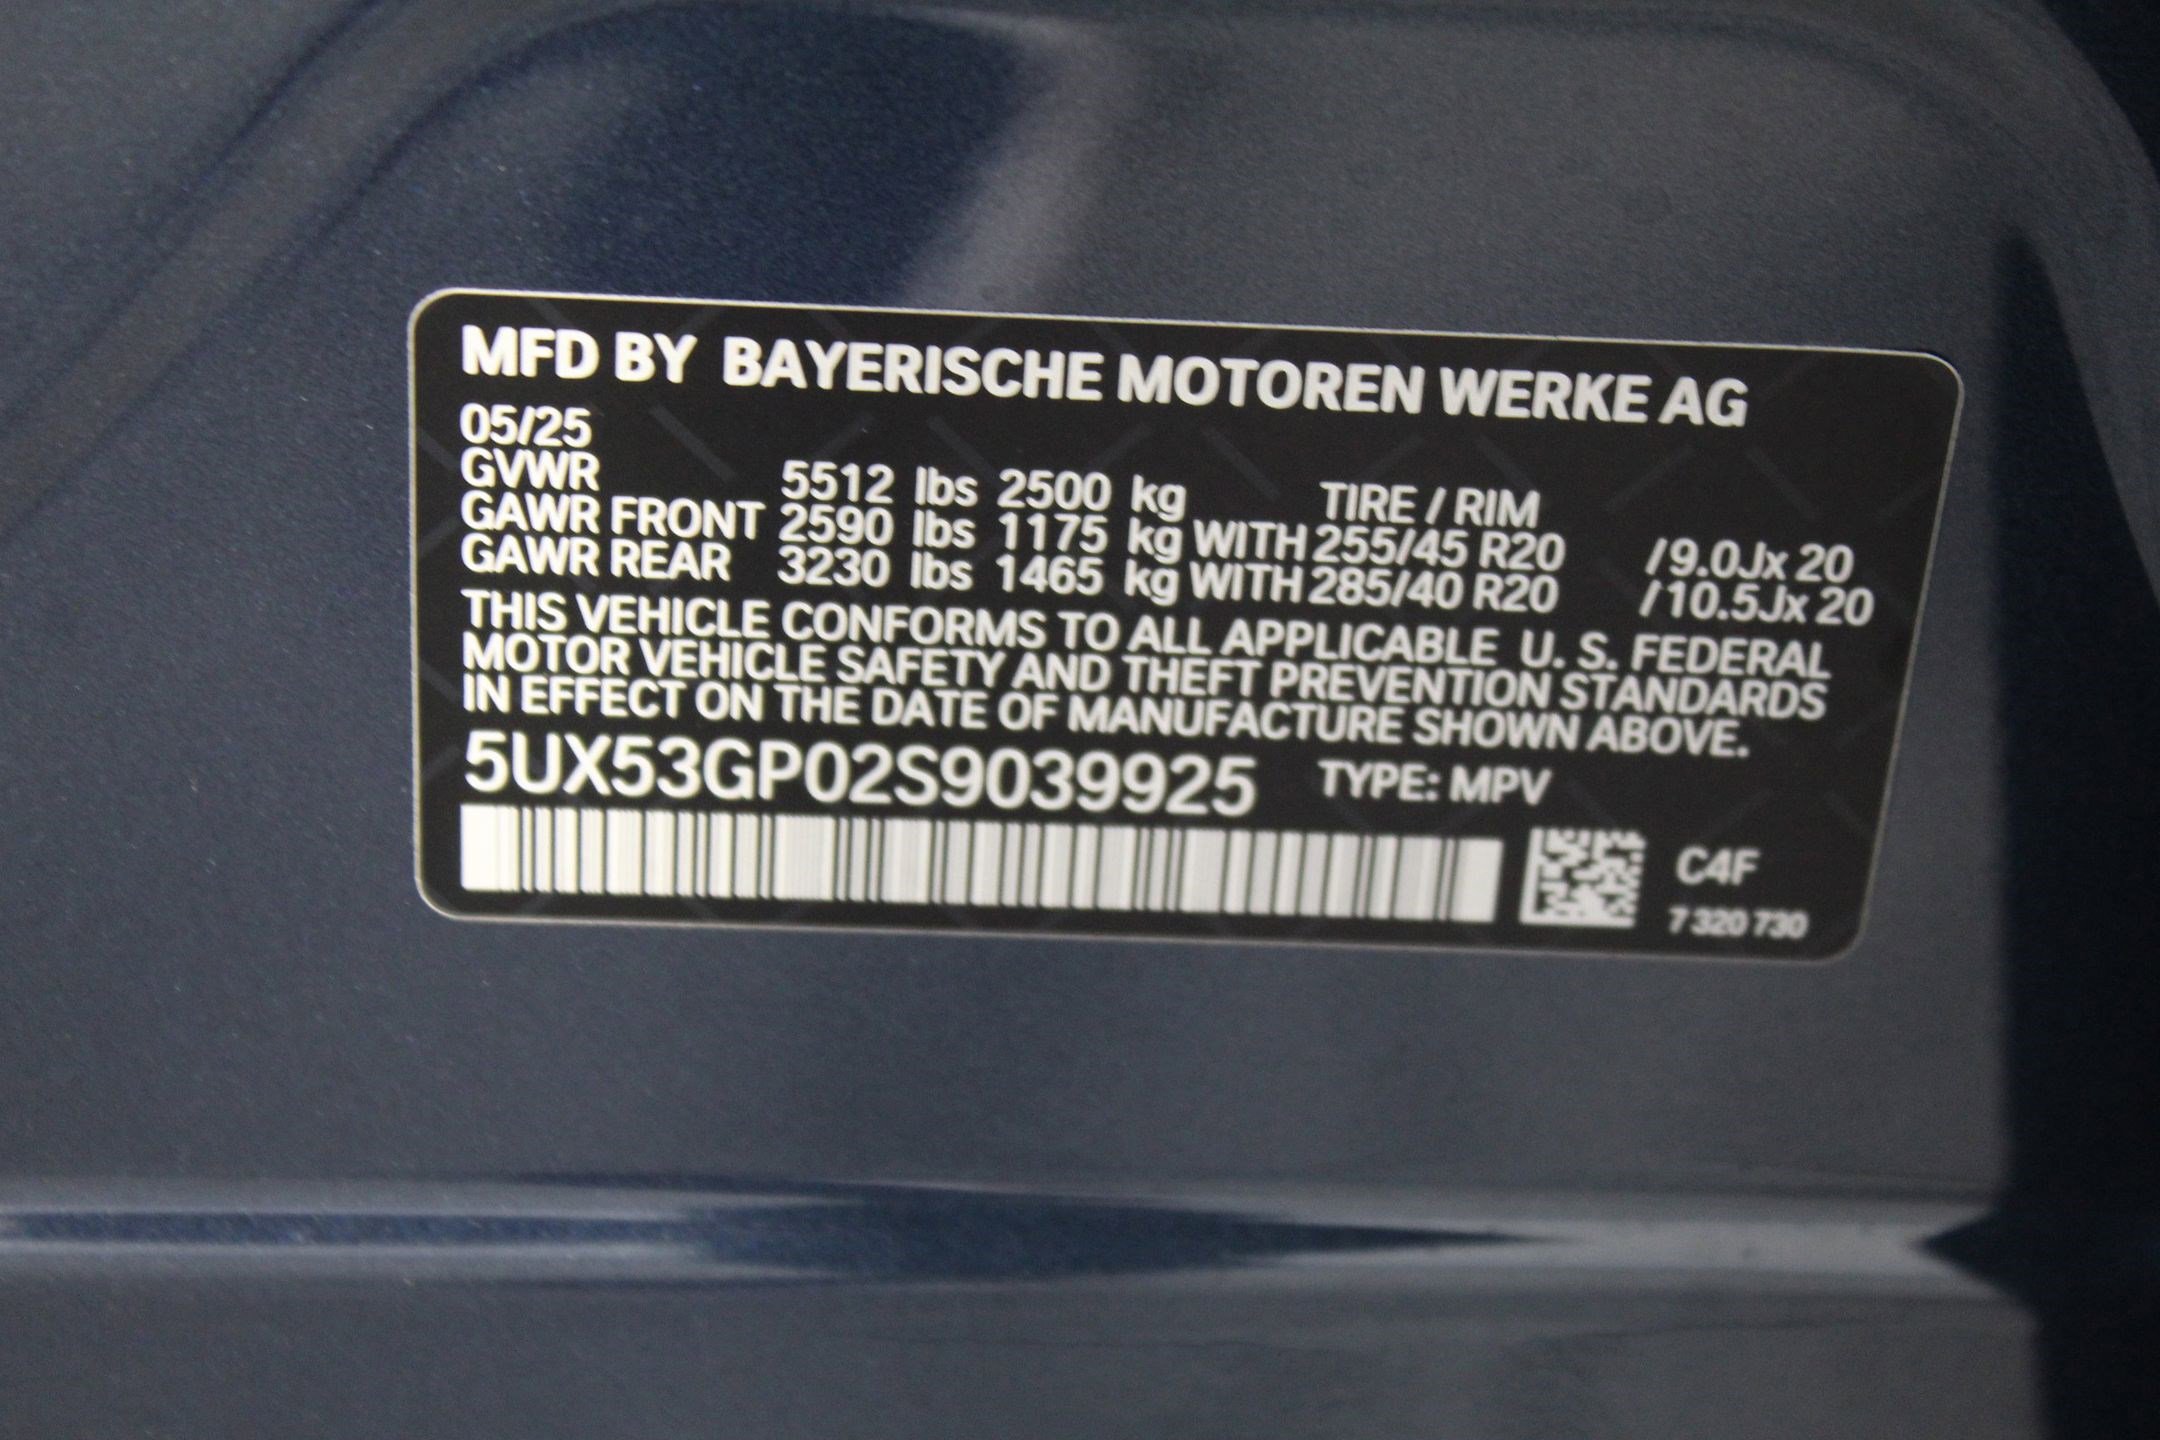 MFD BY BAYERISCHE MOTOREN WERKE AG
05/25
GVWR 5512 lbs 2500 kg TIRE / RIM
GAWR FRONT 2590 lbs 1175 kg WITH 255/45 R20 /9.0Jx 20
GAWR REAR 3230 lbs 1465 kg WITH 285/40 R20 /10.5Jx 20
THIS VEHICLE CONFORMS TO ALL APPLICABLE U. S. FEDERAL
MOTOR VEHICLE SAFETY AND THEFT PREVENTION STANDARDS
IN EFFECT ON THE DATE OF MANUFACTURE SHOWN ABOVE.
5UX53GP02S9039925 TYPE: MPV
C4F
7 320 730